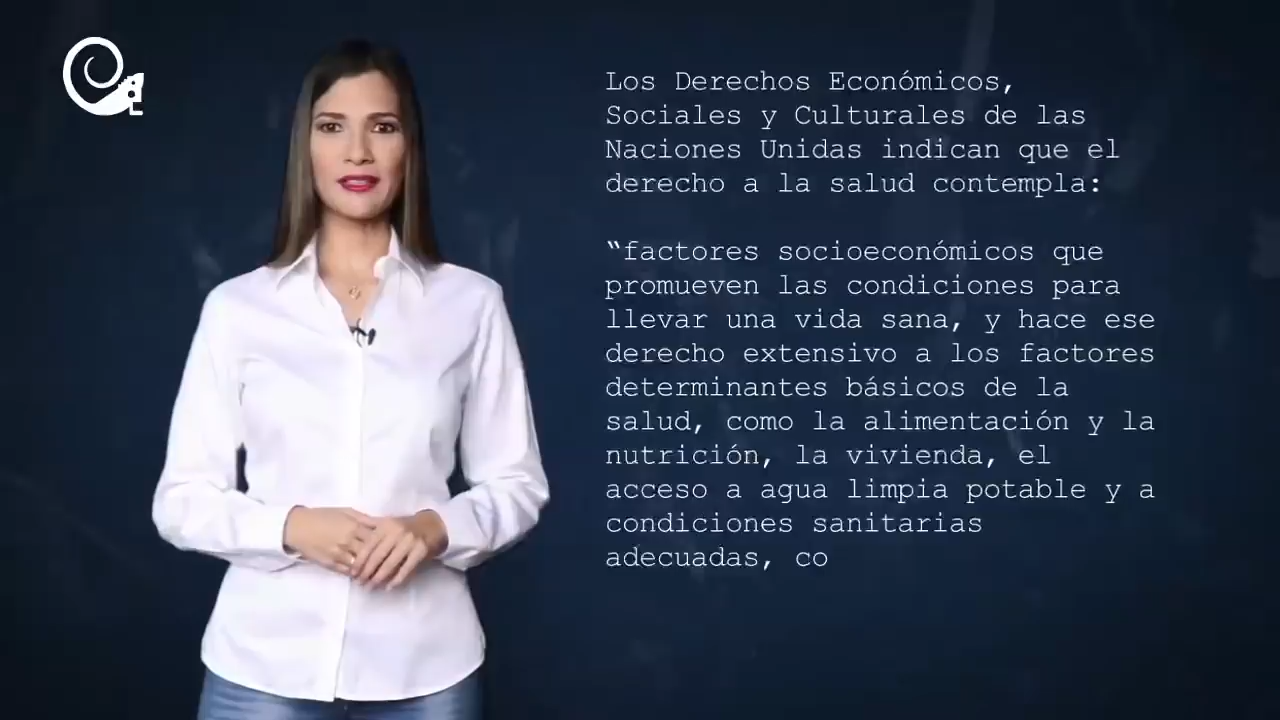 Los Derechos Económicos,
Sociales y Culturales de las
Naciones Unidas indican que el
derecho a la salud contempla:
“factores socioeconómicos que
promueven las condiciones para
llevar una vida sana, y hace ese
derecho extensivo a los factores
determinantes básicos de la
salud, como la alimentación y la
nutrición, la vivienda, el
acceso a agua limpia potable y a
condiciones sanitarias
adecuadas, co